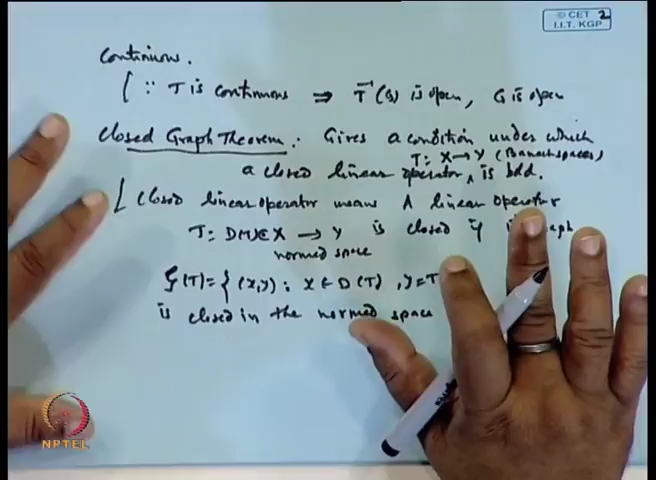 © CET 2
I.I.T. KGP
Continuous.
[ ∵ T is continuous ⇒ T⁻¹(G) is open, G is open
Closed Graph Theorem: Gives a condition under which
T: X → Y (Banach spaces)
a closed linear operator ∧ is bdd.
[ Closed linear operator means A linear operator
T: D(T) ⊂ X → Y is closed if
normed space
G(T) = { (x,y): x ∈ D(T), y = T
is closed in the normed space
NPTEL